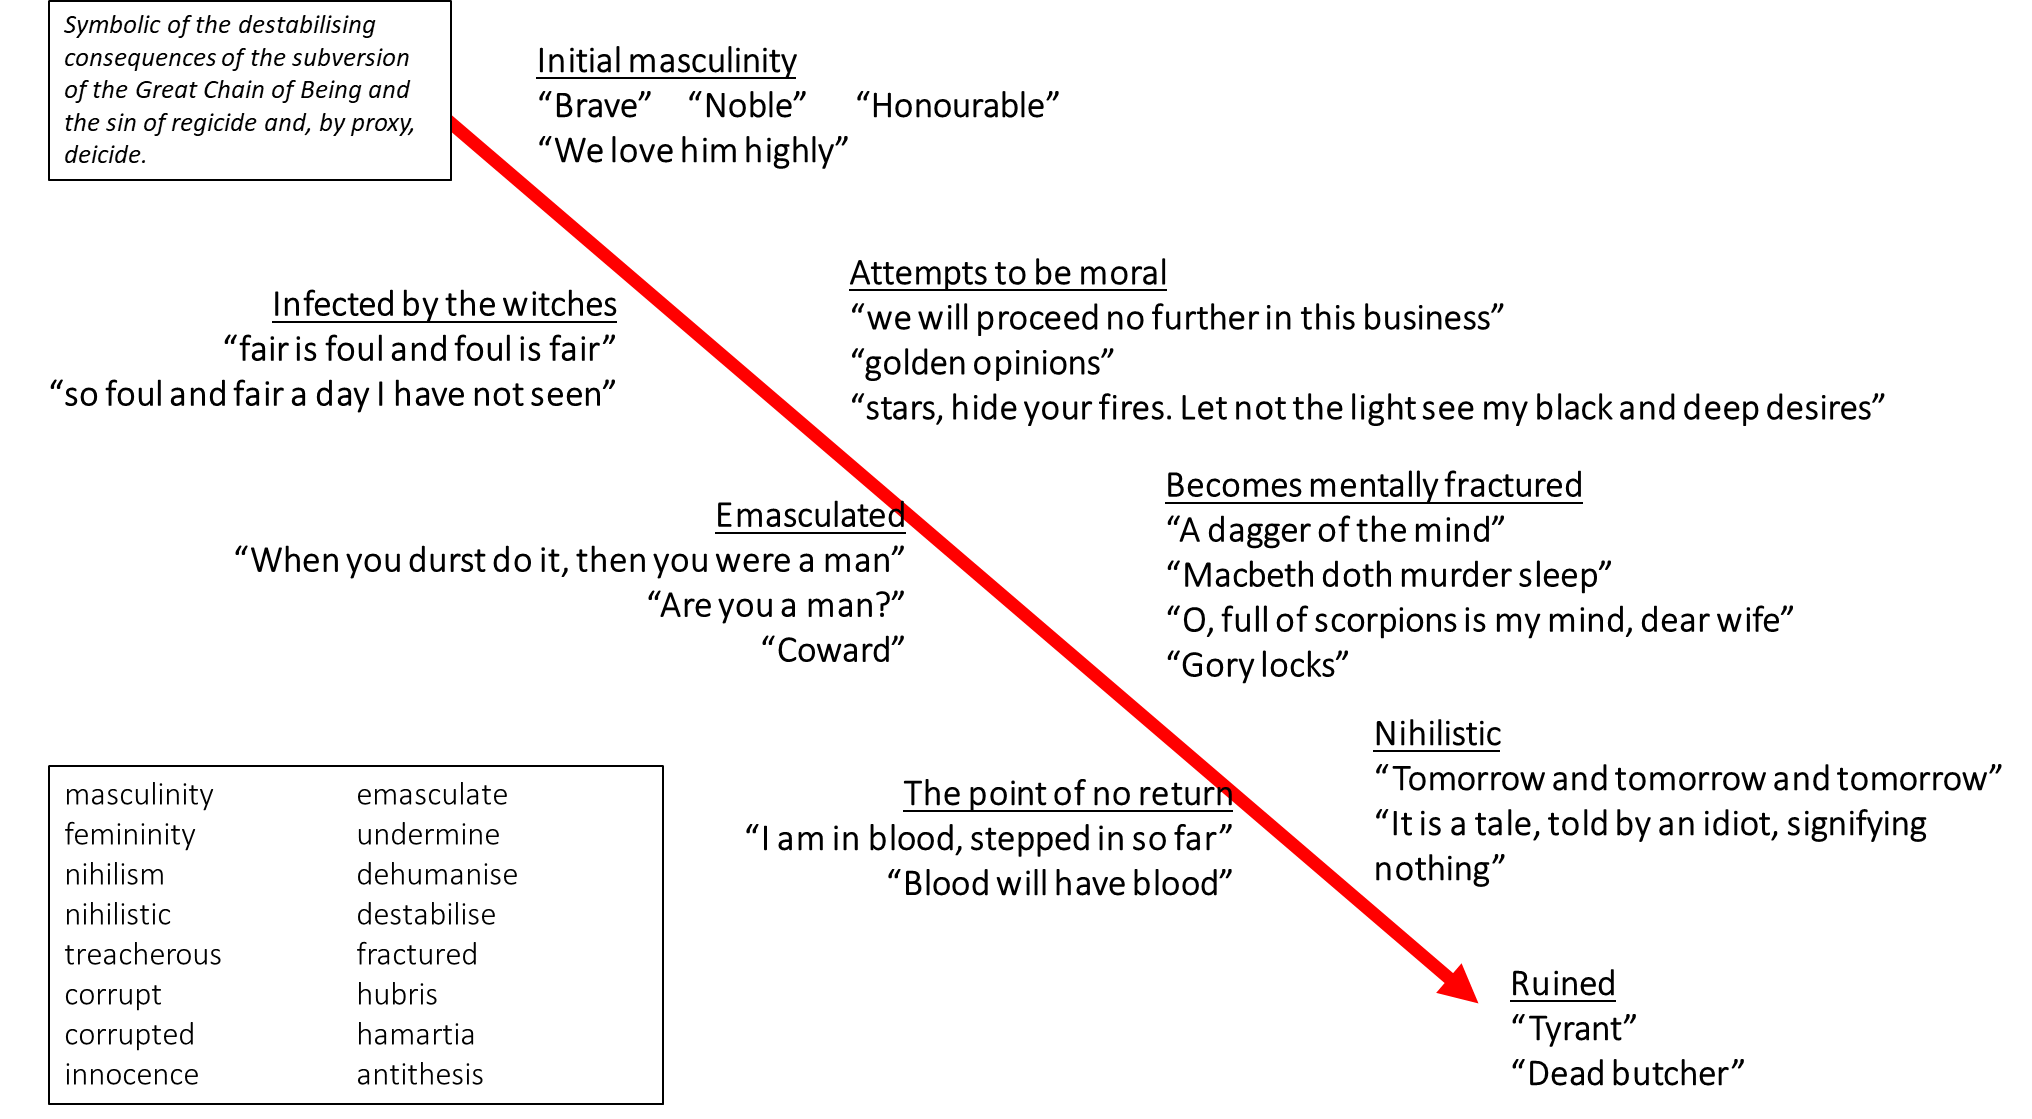 Symbolic of the destabilising
consequences of the subversion
of the Great Chain of Being and
the sin of regicide and, by proxy,
deicide.
Initial masculinity
“Brave” “Noble” “Honourable”
“We love him highly”
Infected by the witches
“fair is foul and foul is fair”
“so foul and fair a day I have not seen”
Attempts to be moral
“we will proceed no further in this business”
“golden opinions”
“stars, hide your fires. Let not the light see my black and deep desires”
Emasculated
“When you durst do it, then you were a man”
“Are you a man?”
“Coward”
Becomes mentally fractured
“A dagger of the mind”
“Macbeth doth murder sleep”
“O, full of scorpions is my mind, dear wife”
“Gory locks”
The point of no return
“I am in blood, stepped in so far”
“Blood will have blood”
Nihilistic
“Tomorrow and tomorrow and tomorrow”
“It is a tale, told by an idiot, signifying
nothing”
Ruined
“Tyrant”
“Dead butcher”
masculinity emasculate
femininity undermine
nihilism dehumanise
nihilistic destabilise
treacherous fractured
corrupt hubris
corrupted hamartia
innocence antithesis